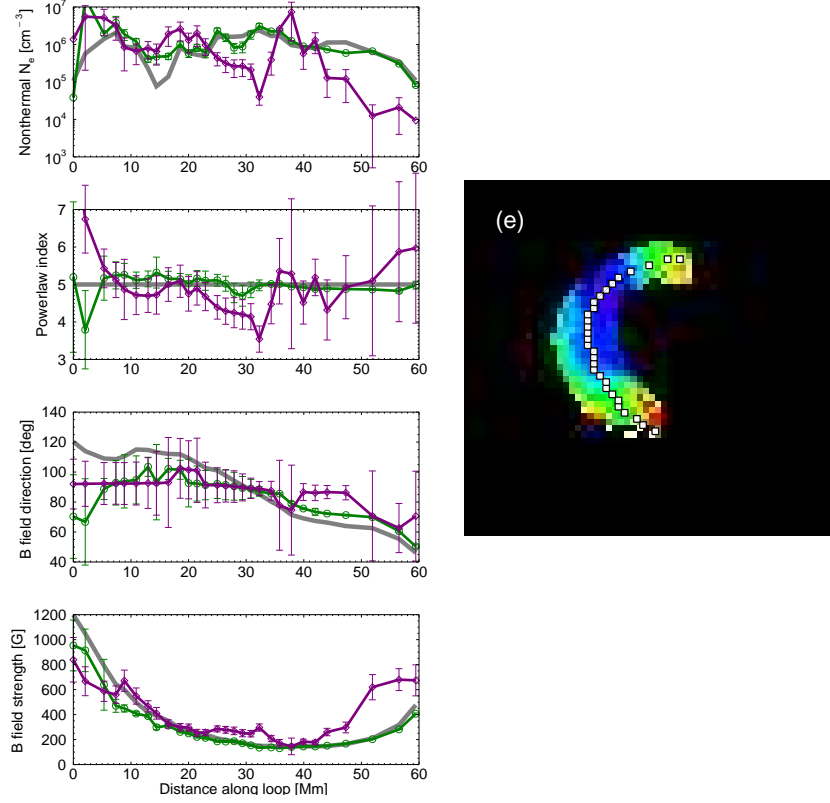 Nonthermal N_e [cm^-3]
10^7
10^6
10^5
10^4
10^3
0 10 20 30 40 50 60
Powerlaw index
7
6
5
4
3
0 10 20 30 40 50 60
(e)
B field direction [deg]
140
120
100
80
60
40
0 10 20 30 40 50 60
B field strength [G]
1200
1000
800
600
400
200
0
0 10 20 30 40 50 60
Distance along loop [Mm]